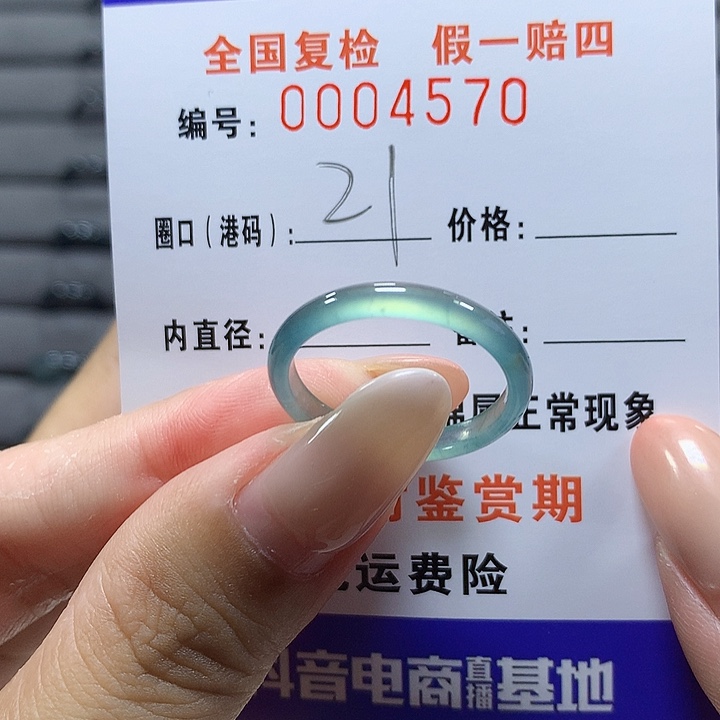 全国复检 假一赔四
编号: 0004570
圈口(港码): 21 价格:
内直径:
正常现象
鉴赏期
运费险
抖音电商直播基地